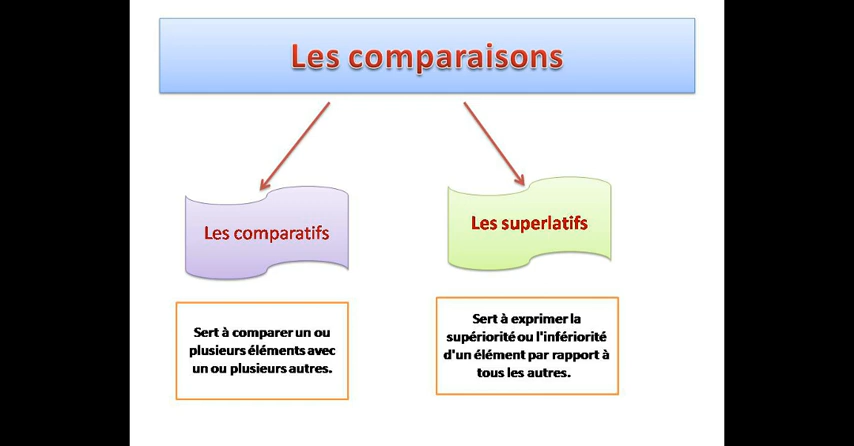 Les comparaisons
Les comparatifs
Les superlatifs
Sert à comparer un ou
plusieurs éléments avec
un ou plusieurs autres.
Sert à exprimer la
supériorité ou l'infériorité
d'un élément par rapport à
tous les autres.